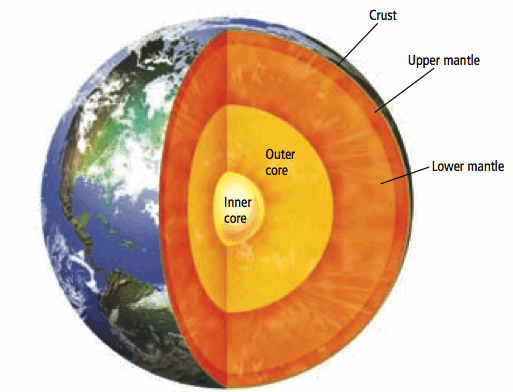 Crust
Upper mantle
Outer
core
Lower mantle
Inner
core